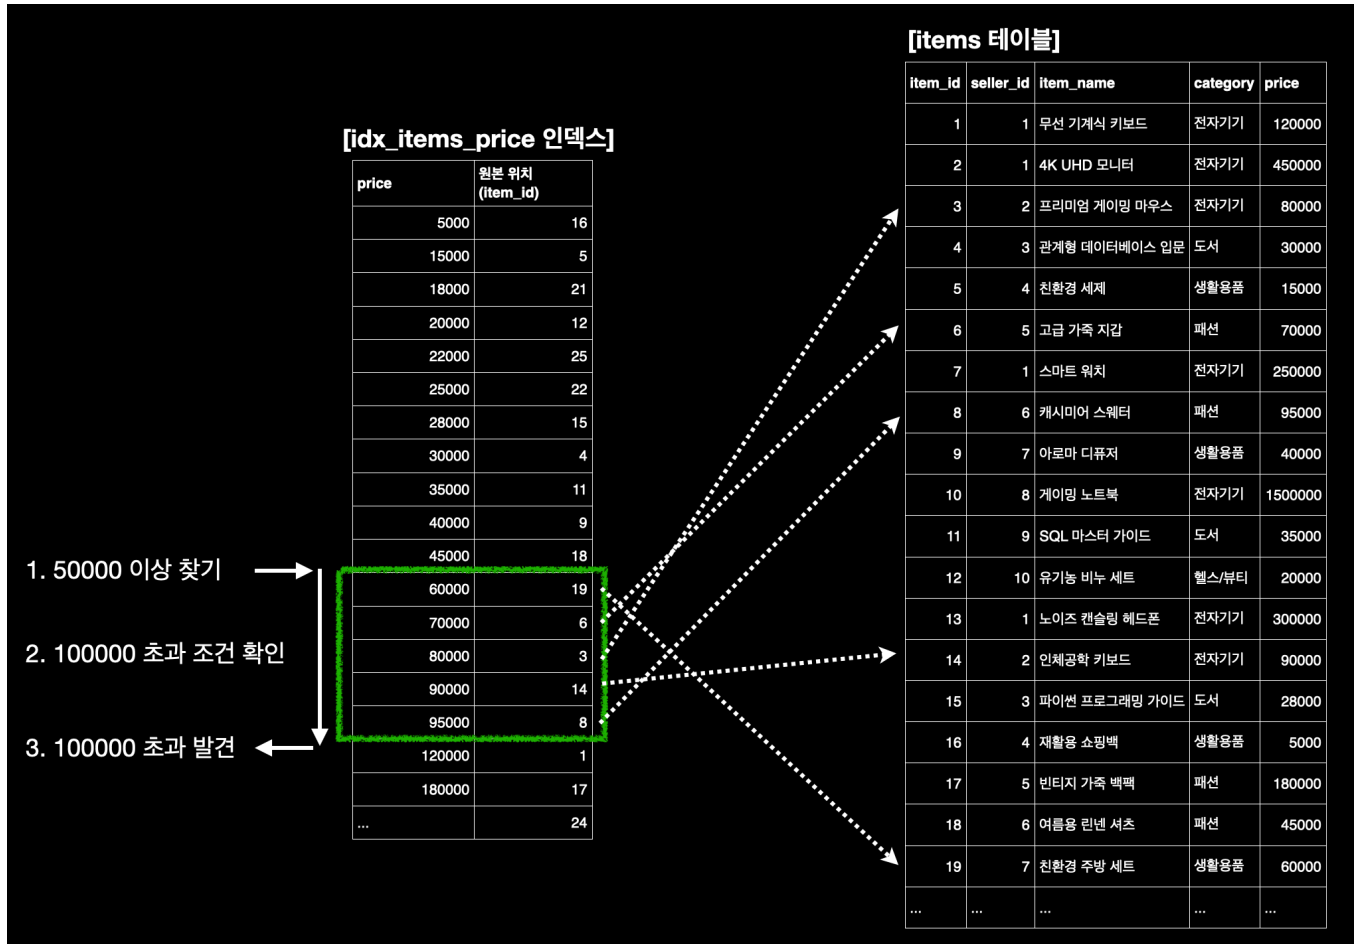 [items 테이블]
item_id seller_id item_name category price
1 1 무선 기계식 키보드 전자기기 120000
2 1 4K UHD 모니터 전자기기 450000
3 2 프리미엄 게이밍 마우스 전자기기 80000
4 3 관계형 데이터베이스 입문 도서 30000
5 4 친환경 세제 생활용품 15000
6 5 고급 가죽 지갑 패션 70000
7 1 스마트 워치 전자기기 250000
8 6 캐시미어 스웨터 패션 95000
9 7 아로마 디퓨저 생활용품 40000
10 8 게이밍 노트북 전자기기 1500000
11 9 SQL 마스터 가이드 도서 35000
12 10 유기농 비누 세트 헬스/뷰티 20000
13 1 노이즈 캔슬링 헤드폰 전자기기 300000
14 2 인체공학 키보드 전자기기 90000
15 3 파이썬 프로그래밍 가이드 도서 28000
16 4 재활용 쇼핑백 생활용품 5000
17 5 빈티지 가죽 백팩 패션 180000
18 6 여름용 린넨 셔츠 패션 45000
19 7 친환경 주방 세트 생활용품 60000
... ... ... ... ...
[idx_items_price 인덱스]
price 원본 위치
(item_id)
5000 16
15000 5
18000 21
20000 12
22000 25
25000 22
28000 15
30000 4
35000 11
40000 9
45000 18
60000 19
70000 6
80000 3
90000 14
95000 8
120000 1
180000 17
... 24
1. 50000 이상 찾기
2. 100000 초과 조건 확인
3. 100000 초과 발견